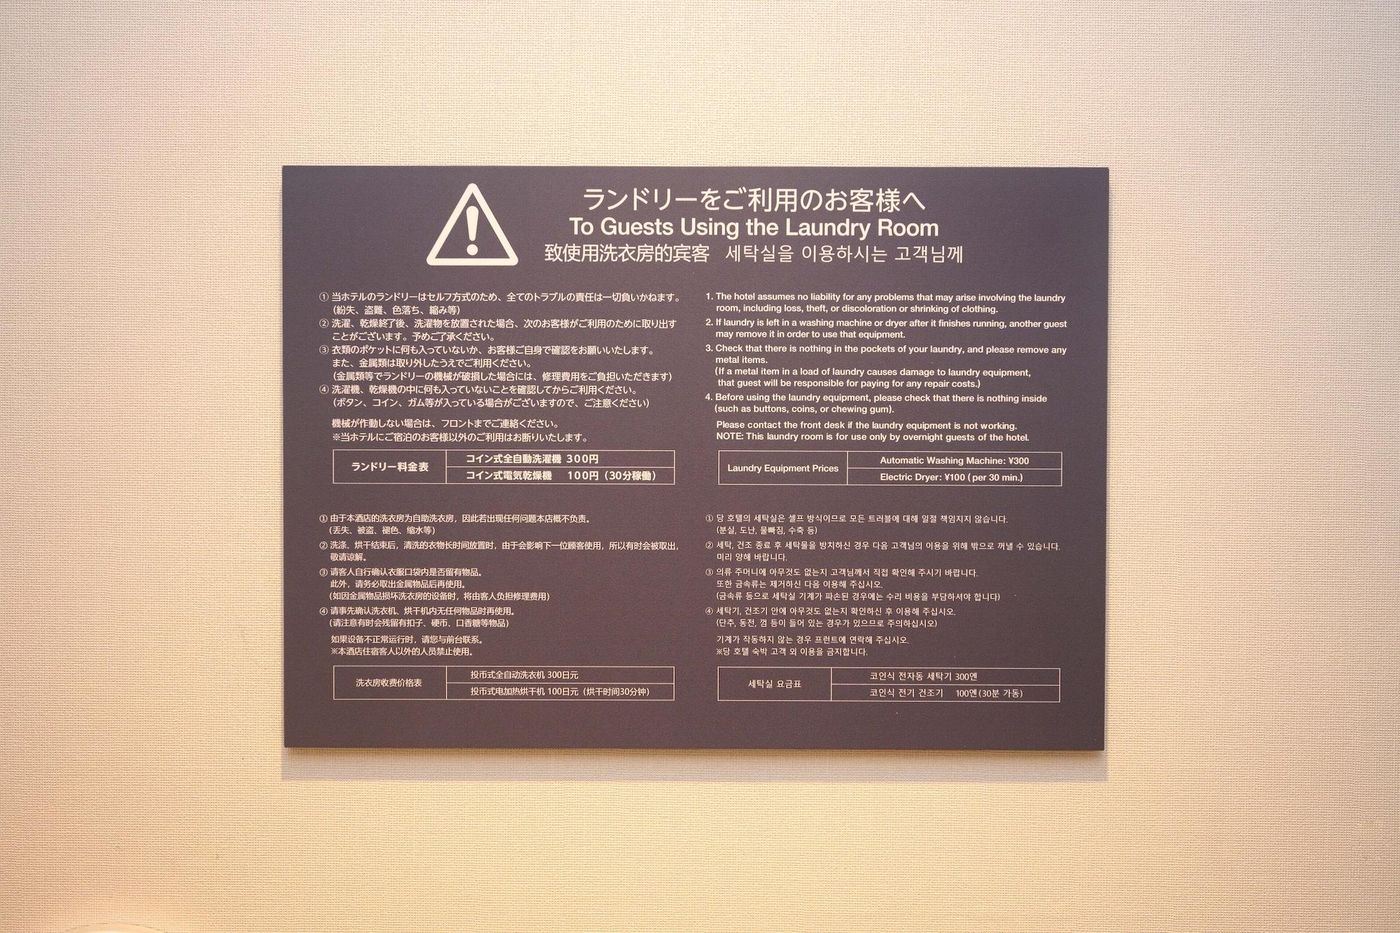 ランドリーをご利用のお客様へ
To Guests Using the Laundry Room
致使用洗衣房的宾客 세탁실을 이용하시는 고객님께
① 当ホテルのランドリーはセルフ方式のため、全てのトラブルの責任は一切負いかねます。
（紛失、盗難、色落ち、縮み等）
② 洗濯、乾燥終了後、洗濯物を放置された場合、次のお客様がご利用のために取り出す
ことがございます。予めご了承ください。
③ 衣類のポケットに何も入っていないか、お客様ご自身で確認をお願いいたします。
また、金属類は取り外したうえでご利用ください。
（金属類等でランドリーの機械が破損した場合には、修理費用をご負担いただきます）
④ 洗濯機、乾燥機の中に何も入っていないことを確認してからご利用ください。
（ボタン、コイン、ガム等が入っている場合がございますので、ご注意ください）
機械が作動しない場合は、フロントまでご連絡ください。
※当ホテルにご宿泊のお客様以外のご利用はお断りいたします。
ランドリー料金表
コイン式全自動洗濯機 300円
コイン式電気乾燥機 100円（30分稼働）
1. The hotel assumes no liability for any problems that may arise involving the laundry
room, including loss, theft, or discoloration or shrinking of clothing.
2. If laundry is left in a washing machine or dryer after it finishes running, another guest
may remove it in order to use that equipment.
3. Check that there is nothing in the pockets of your laundry, and please remove any
metal items.
(If a metal item in a load of laundry causes damage to laundry equipment,
that guest will be responsible for paying for any repair costs.)
4. Before using the laundry equipment, please check that there is nothing inside
(such as buttons, coins, or chewing gum).
Please contact the front desk if the laundry equipment is not working.
NOTE: This laundry room is for use only by overnight guests of the hotel.
Laundry Equipment Prices
Automatic Washing Machine: ¥300
Electric Dryer: ¥100 ( per 30 min.)
① 由于本酒店的洗衣房为自助洗衣房，因此若出现任何问题本店概不负责。
（丢失、被盗、褪色、缩水等）
② 洗涤、烘干结束后，清洗的衣物长时间放置时，由于会影响下一位顾客使用，所以有时会被取出，
敬请谅解。
③ 请客人自行确认衣服口袋内是否留有物品。
此外，请务必取出金属物品后再使用。
（如因金属物品损坏洗衣房的设备时，将由客人负担修理费用）
④ 请事先确认洗衣机、烘干机内无任何物品时再使用。
（请注意有时会残留有扣子、硬币、口香糖等物品）
如果设备不正常运行时，请您与前台联系。
※本酒店住宿客人以外的人员禁止使用。
洗衣房收费价格表
投币式全自动洗衣机 300日元
投币式电加热烘干机 100日元（烘干时间30分钟）
① 당 호텔의 세탁실은 셀프 방식이므로 모든 트러블에 대해 일절 책임지지 않습니다.
(분실, 도난, 물빠짐, 수축 등)
② 세탁, 건조 종료 후 세탁물을 방치하신 경우 다음 고객님의 이용을 위해 밖으로 꺼낼 수 있습니다.
미리 양해 바랍니다.
③ 의류 주머니에 아무것도 없는지 고객님께서 직접 확인해 주시기 바랍니다.
또한 금속류는 제거하신 다음 이용해 주십시오.
(금속류 등으로 세탁실 기계가 파손된 경우에는 수리 비용을 부담하셔야 합니다)
④ 세탁기, 건조기 안에 아무것도 없는지 확인하신 후 이용해 주십시오.
(단추, 동전, 껌 등이 들어 있는 경우가 있으므로 주의하십시오)
기계가 작동하지 않는 경우 프런트에 연락해 주십시오.
※당 호텔 숙박 고객 외 이용을 금지합니다.
세탁실 요금표
코인식 전자동 세탁기 300엔
코인식 전기 건조기 100엔(30분 가동)